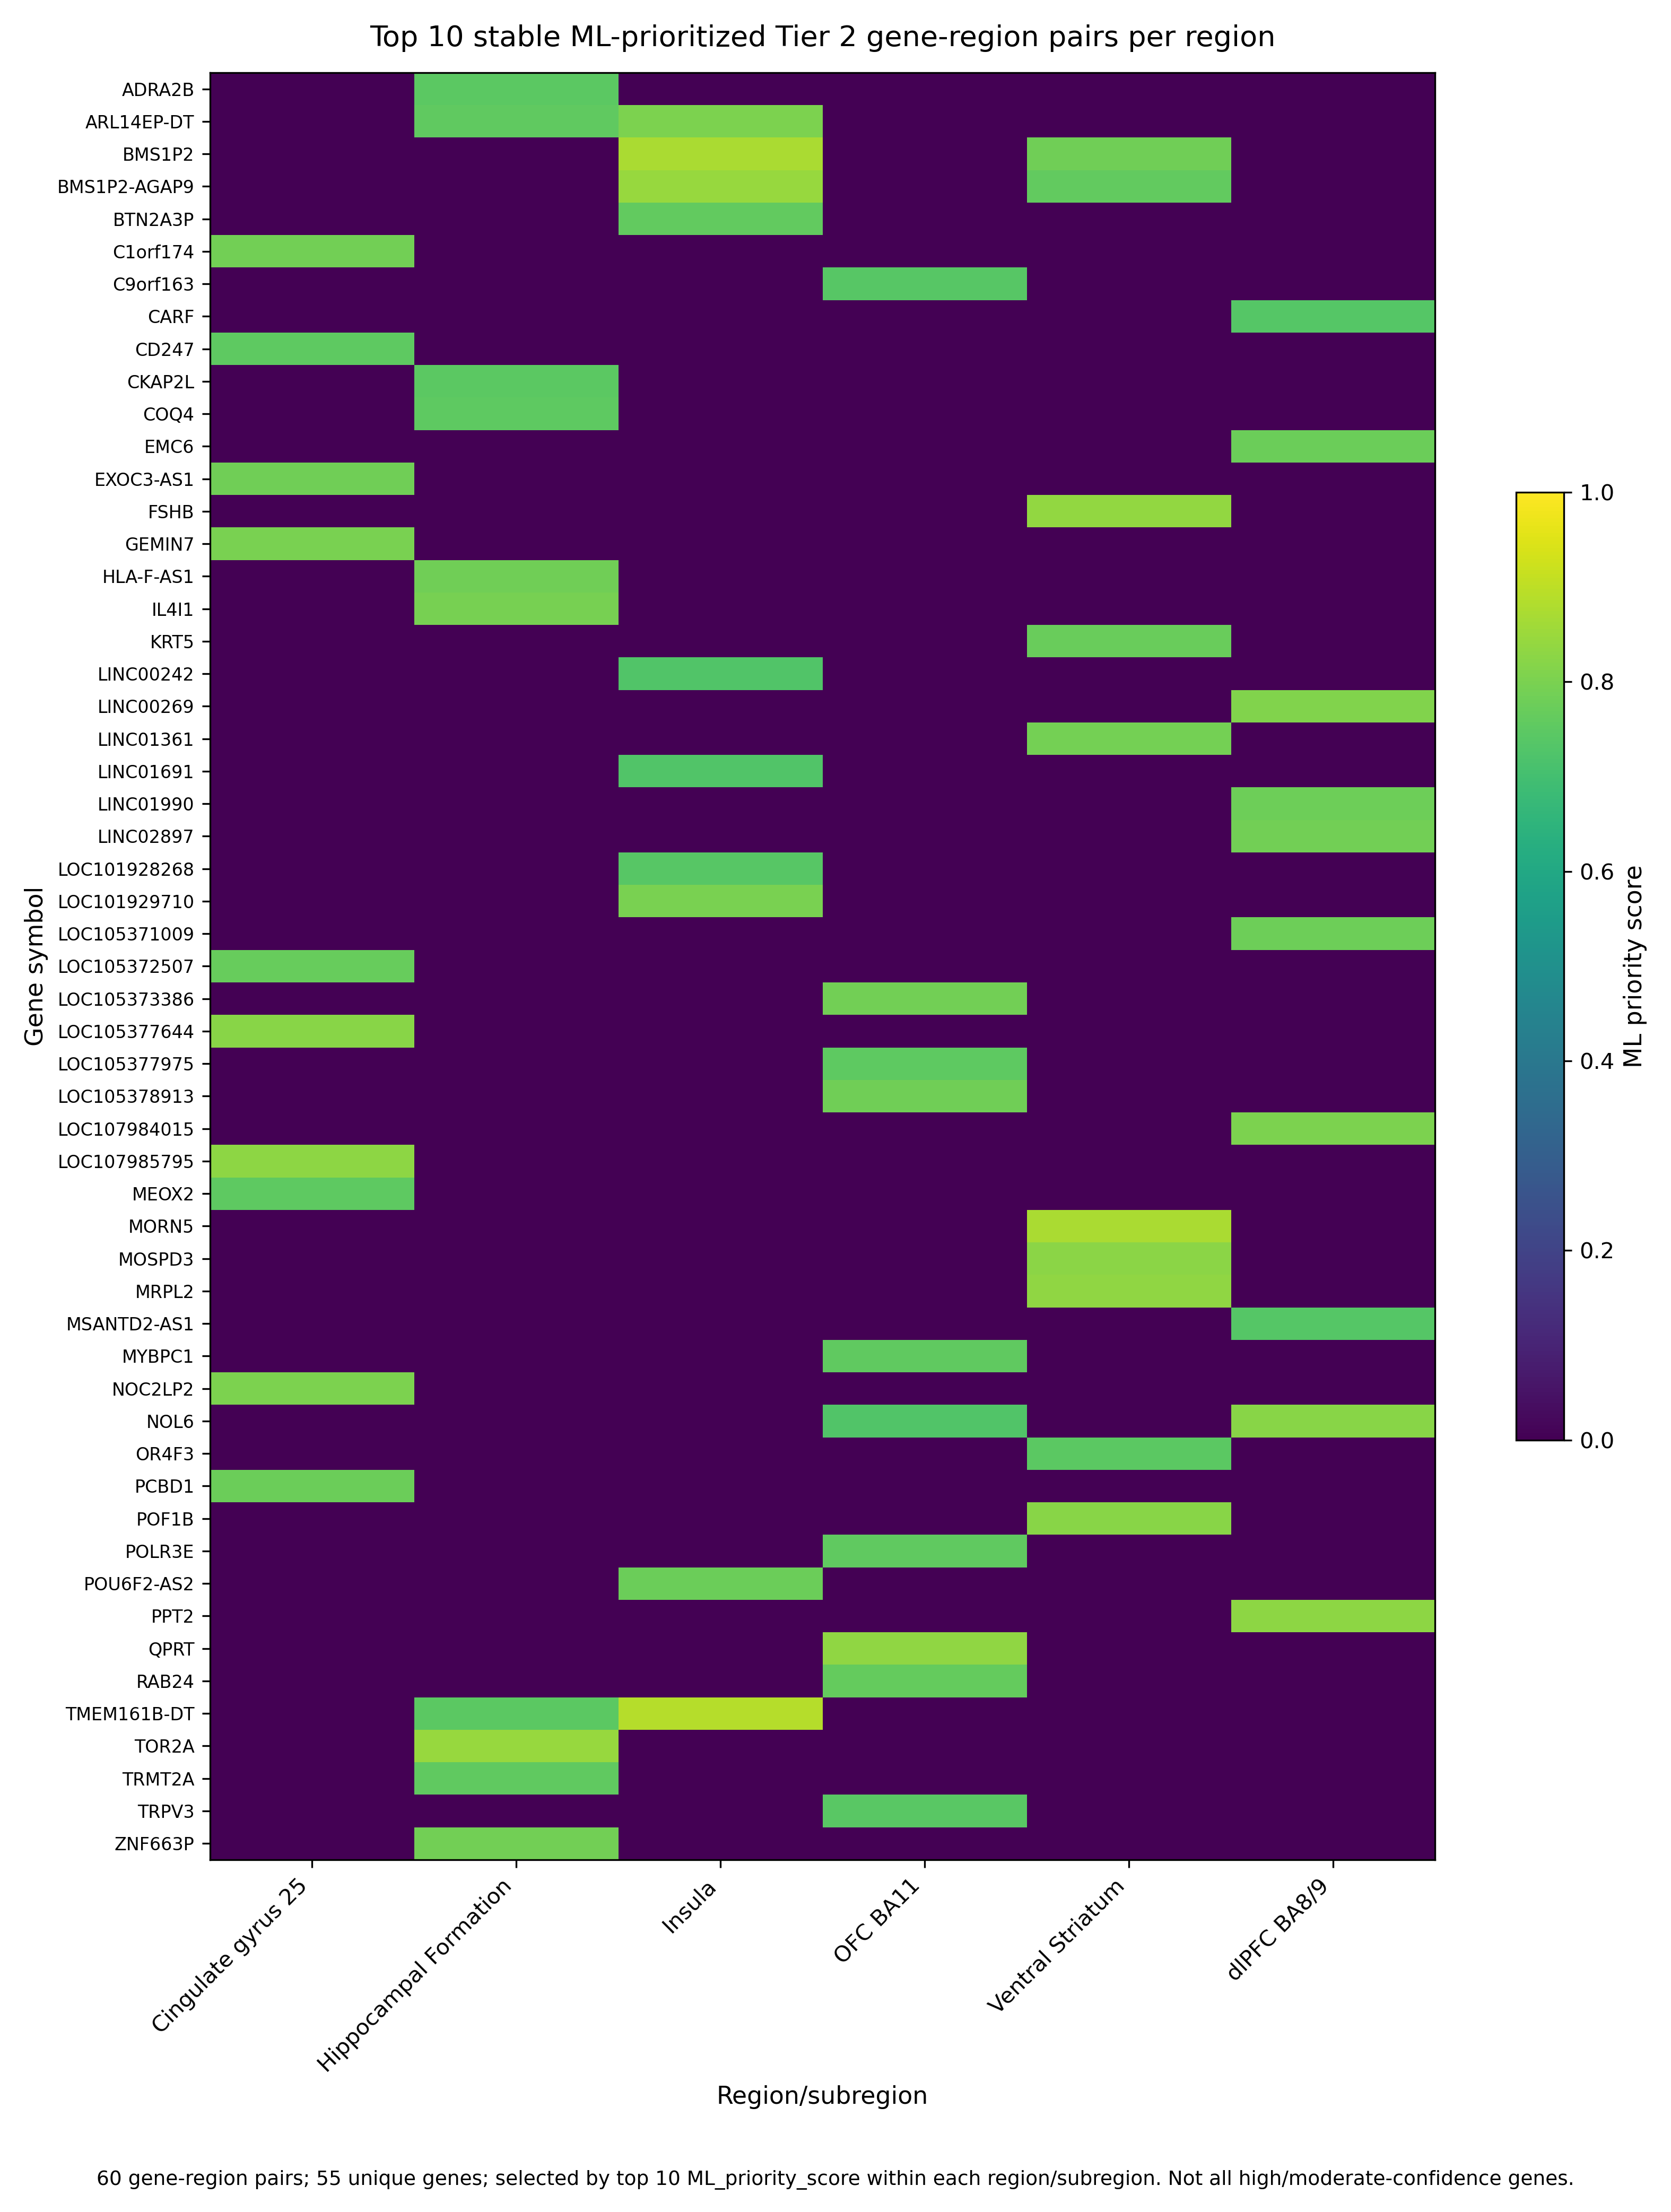 Top 10 stable ML-prioritized Tier 2 gene-region pairs per region
Gene symbol
ADRA2B
ARL14EP-DT
BMS1P2
BMS1P2-AGAP9
BTN2A3P
C1orf174
C9orf163
CARF
CD247
CKAP2L
COQ4
EMC6
EXOC3-AS1
FSHB
GEMIN7
HLA-F-AS1
IL4I1
KRT5
LINC00242
LINC00269
LINC01361
LINC01691
LINC01990
LINC02897
LOC101928268
LOC101929710
LOC105371009
LOC105372507
LOC105373386
LOC105377644
LOC105377975
LOC105378913
LOC107984015
LOC107985795
MEOX2
MORN5
MOSPD3
MRPL2
MSANTD2-AS1
MYBPC1
NOC2LP2
NOL6
OR4F3
PCBD1
POF1B
POLR3E
POU6F2-AS2
PPT2
QPRT
RAB24
TMEM161B-DT
TOR2A
TRMT2A
TRPV3
ZNF663P
Cingulate gyrus 25
Hippocampal Formation
Insula
OFC BA11
Ventral Striatum
dlPFC BA8/9
Region/subregion
1.0
0.8
0.6
0.4
0.2
0.0
ML priority score
60 gene-region pairs; 55 unique genes; selected by top 10 ML_priority_score within each region/subregion. Not all high/moderate-confidence genes.